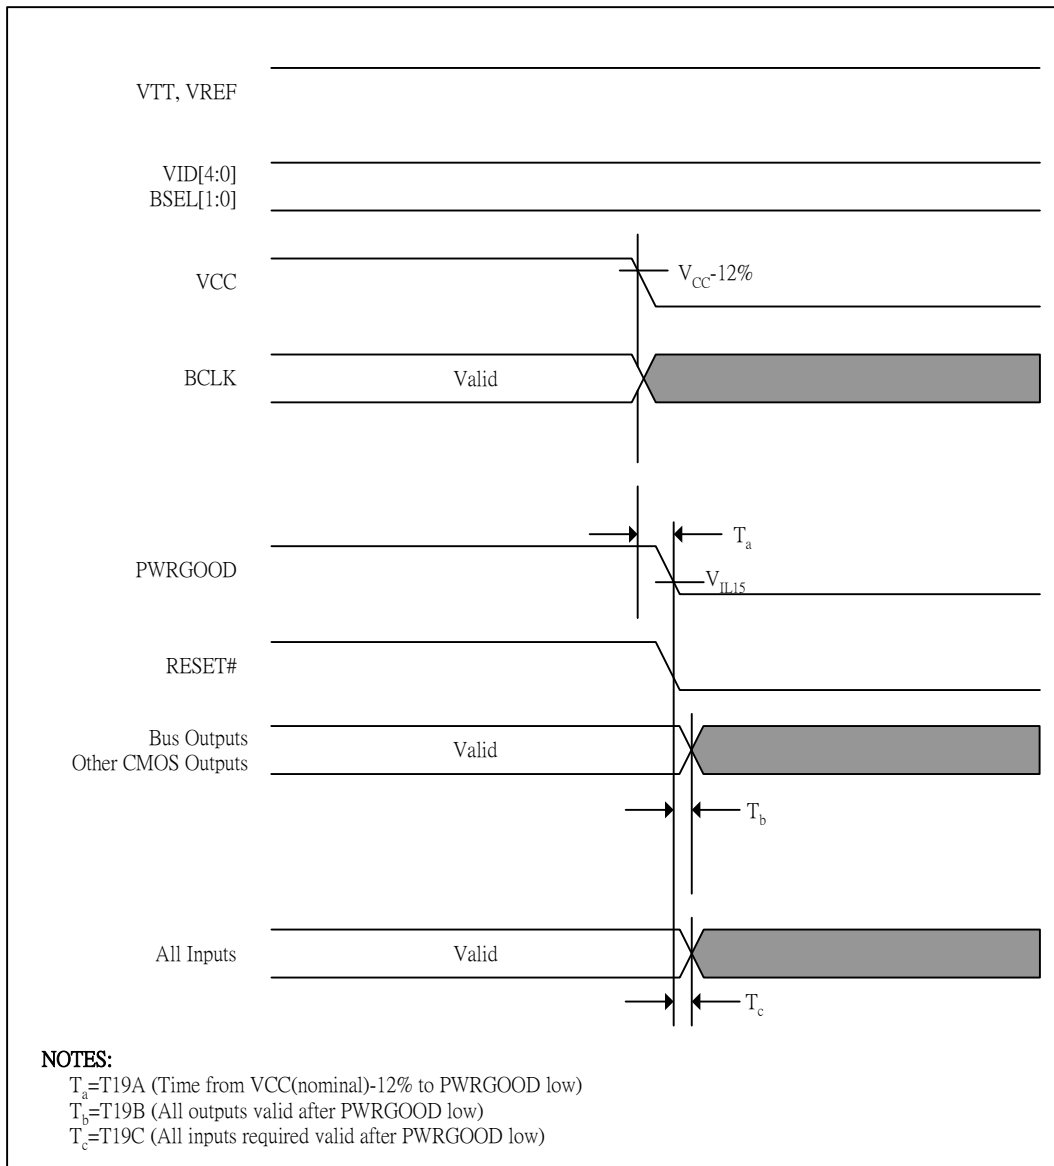 VTT, VREF
VID[4:0]
BSEL[1:0]
VCC
VCC-12%
BCLK
Valid
Ta
PWRGOOD
VIL15
RESET#
Bus Outputs
Other CMOS Outputs
Valid
Tb
All Inputs
Valid
Tc
NOTES:
Ta=T19A (Time from VCC(nominal)-12% to PWRGOOD low)
Tb=T19B (All outputs valid after PWRGOOD low)
Tc=T19C (All inputs required valid after PWRGOOD low)